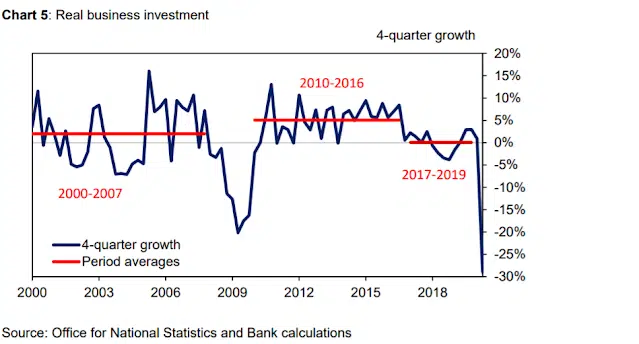 Chart 5: Real business investment
4-quarter growth
20%
15%
10%
5%
0%
-5%
-10%
-15%
-20%
-25%
-30%
2010-2016
2017-2019
2000-2007
4-quarter growth
Period averages
2000 2003 2006 2009 2012 2015 2018
Source: Office for National Statistics and Bank calculations